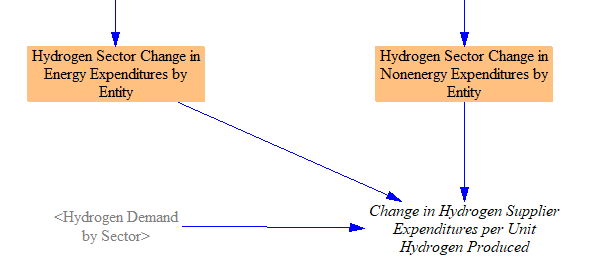 Hydrogen Sector Change in
Energy Expenditures by
Entity
Hydrogen Sector Change in
Nonenergy Expenditures by
Entity
<Hydrogen Demand
by Sector>
Change in Hydrogen Supplier
Expenditures per Unit
Hydrogen Produced